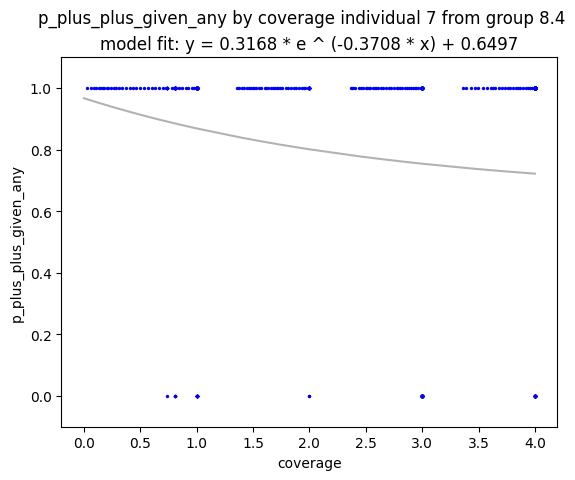 p_plus_plus_given_any by coverage individual 7 from group 8.4
model fit: y = 0.3168 * e ^ (-0.3708 * x) + 0.6497
p_plus_plus_given_any
1.0
0.8
0.6
0.4
0.2
0.0
0.0 0.5 1.0 1.5 2.0 2.5 3.0 3.5 4.0
coverage